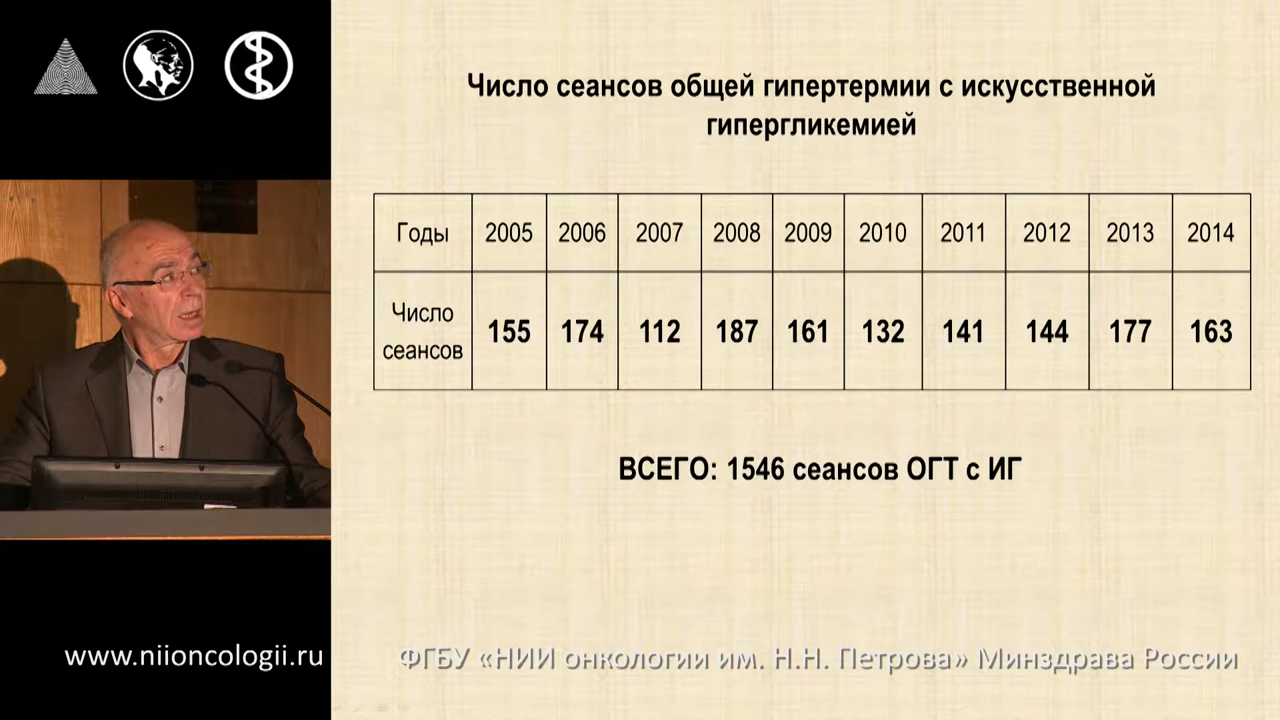 Число сеансов общей гипертермии с искусственной
гипергликемией
Годы 2005 2006 2007 2008 2009 2010 2011 2012 2013 2014
Число
сеансов 155 174 112 187 161 132 141 144 177 163
ВСЕГО: 1546 сеансов ОГТ с ИГ
www.niioncologii.ru
ФГБУ «НИИ онкологии им. Н.Н. Петрова» Минздрава России